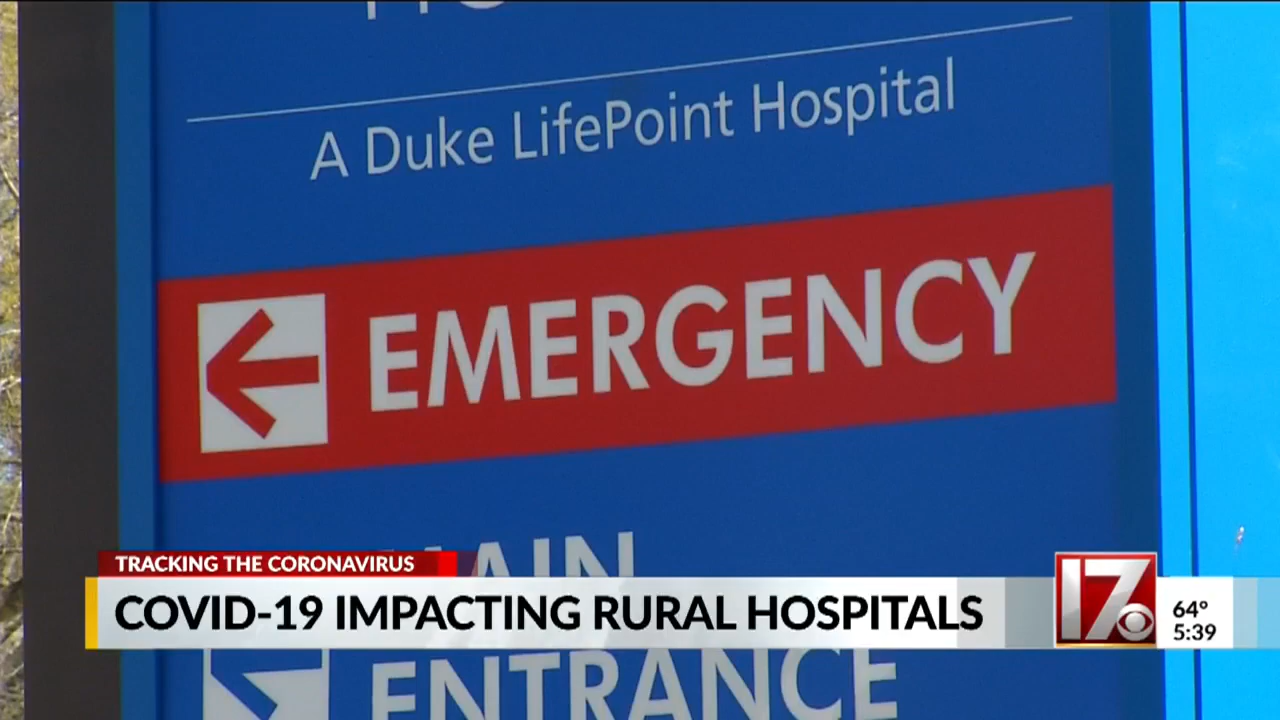 A Duke LifePoint Hospital
EMERGENCY
TRACKING THE CORONAVIRUS
COVID-19 IMPACTING RURAL HOSPITALS
17
64°
5:39
ENTRANCE